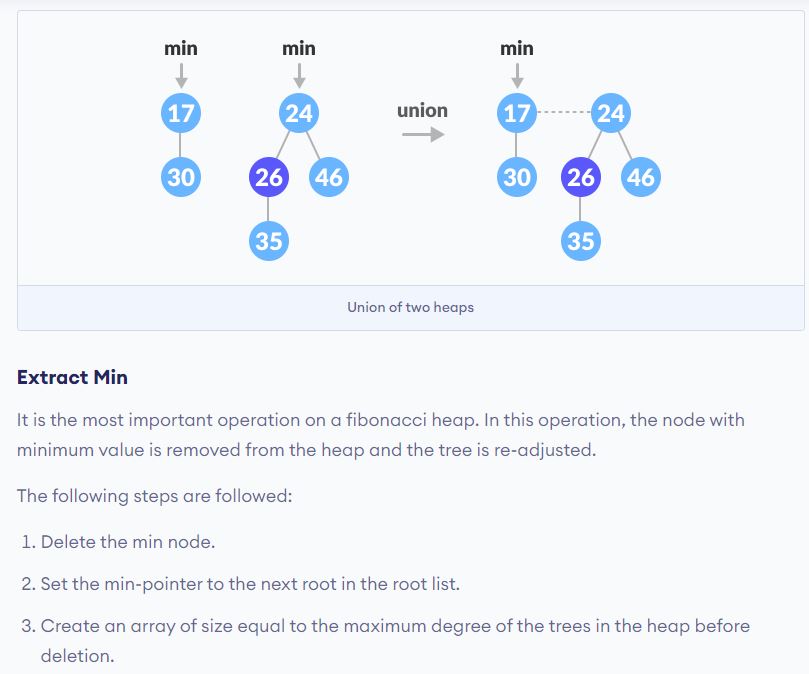 min min min
17 24 union 17 24
30 26 46 30 26 46
35 35
Union of two heaps
Extract Min
It is the most important operation on a fibonacci heap. In this operation, the node with
minimum value is removed from the heap and the tree is re-adjusted.
The following steps are followed:
1. Delete the min node.
2. Set the min-pointer to the next root in the root list.
3. Create an array of size equal to the maximum degree of the trees in the heap before
deletion.